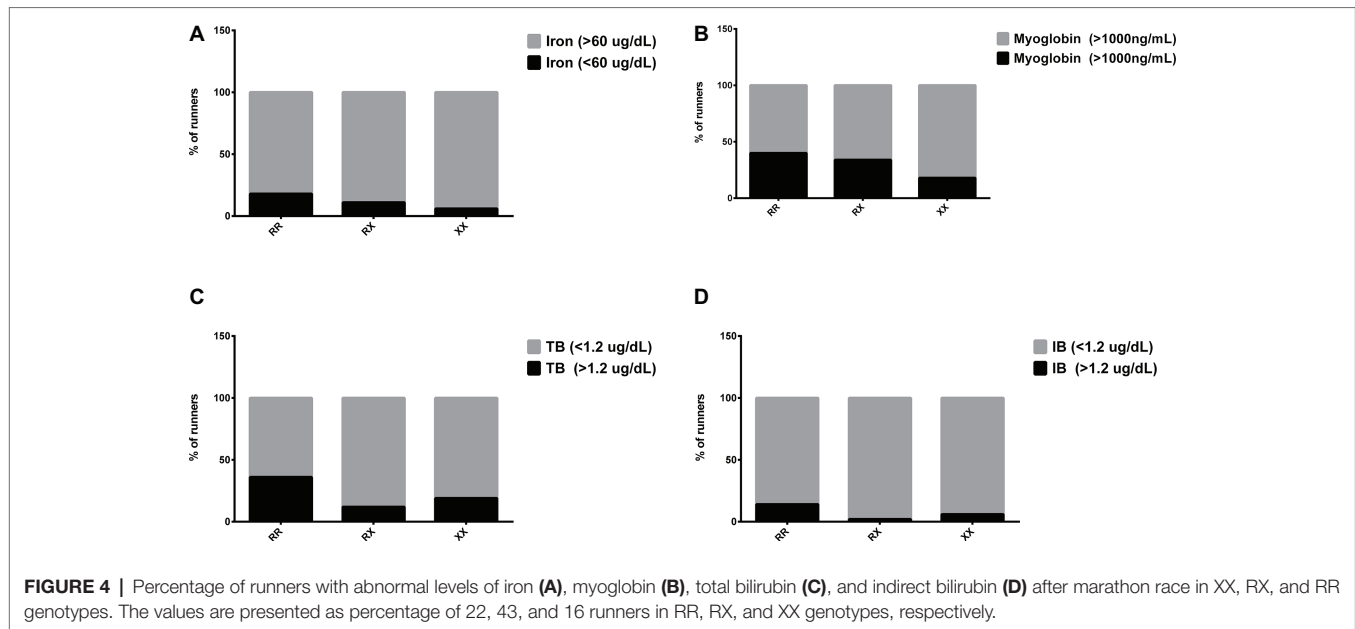 A
150
100
50
0
% of runners
RR
RX
XX
Iron (>60 ug/dL)
Iron (<60 ug/dL)
B
150
100
50
0
% of runners
RR
RX
XX
Myoglobin (>1000ng/mL)
Myoglobin (>1000ng/mL)
C
150
100
50
0
% of runners
RR
RX
XX
TB (<1.2 ug/dL)
TB (>1.2 ug/dL)
D
150
100
50
0
% of runners
RR
RX
XX
IB (<1.2 ug/dL)
IB (>1.2 ug/dL)
FIGURE 4 | Percentage of runners with abnormal levels of iron (A), myoglobin (B), total bilirubin (C), and indirect bilirubin (D) after marathon race in XX, RX, and RR
genotypes. The values are presented as percentage of 22, 43, and 16 runners in RR, RX, and XX genotypes, respectively.